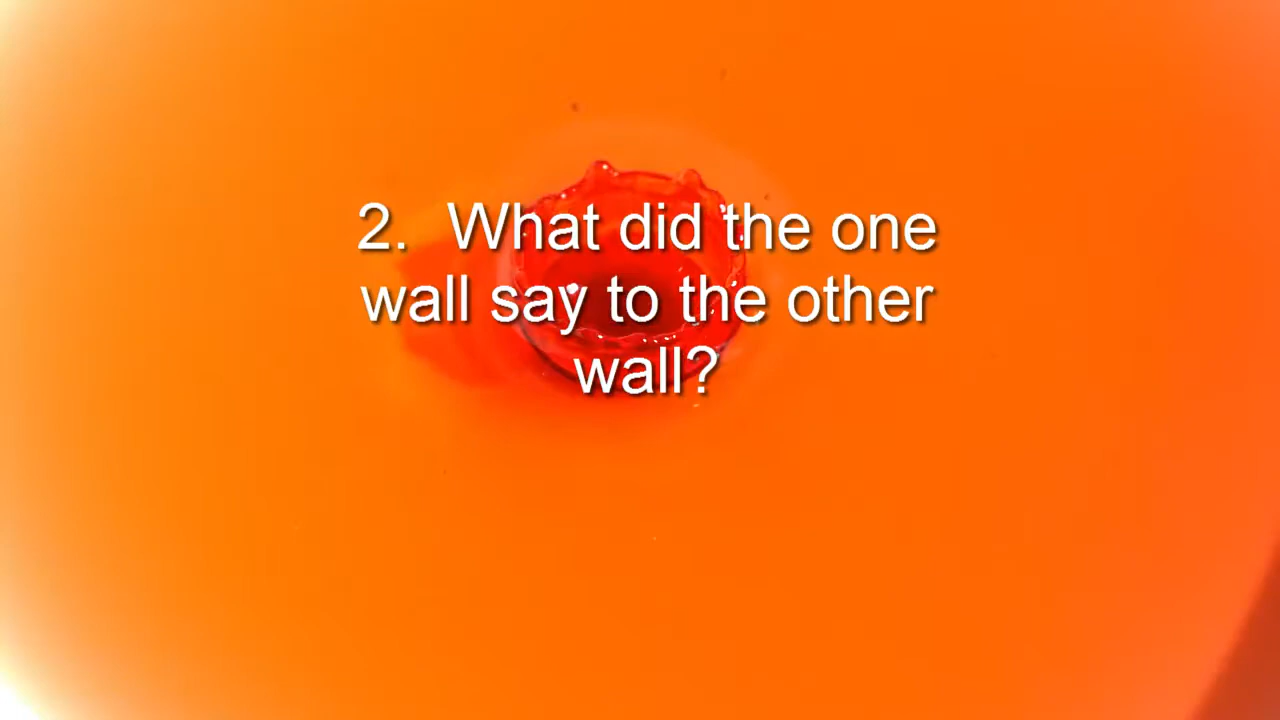 2. What did the one
wall say to the other
wall?